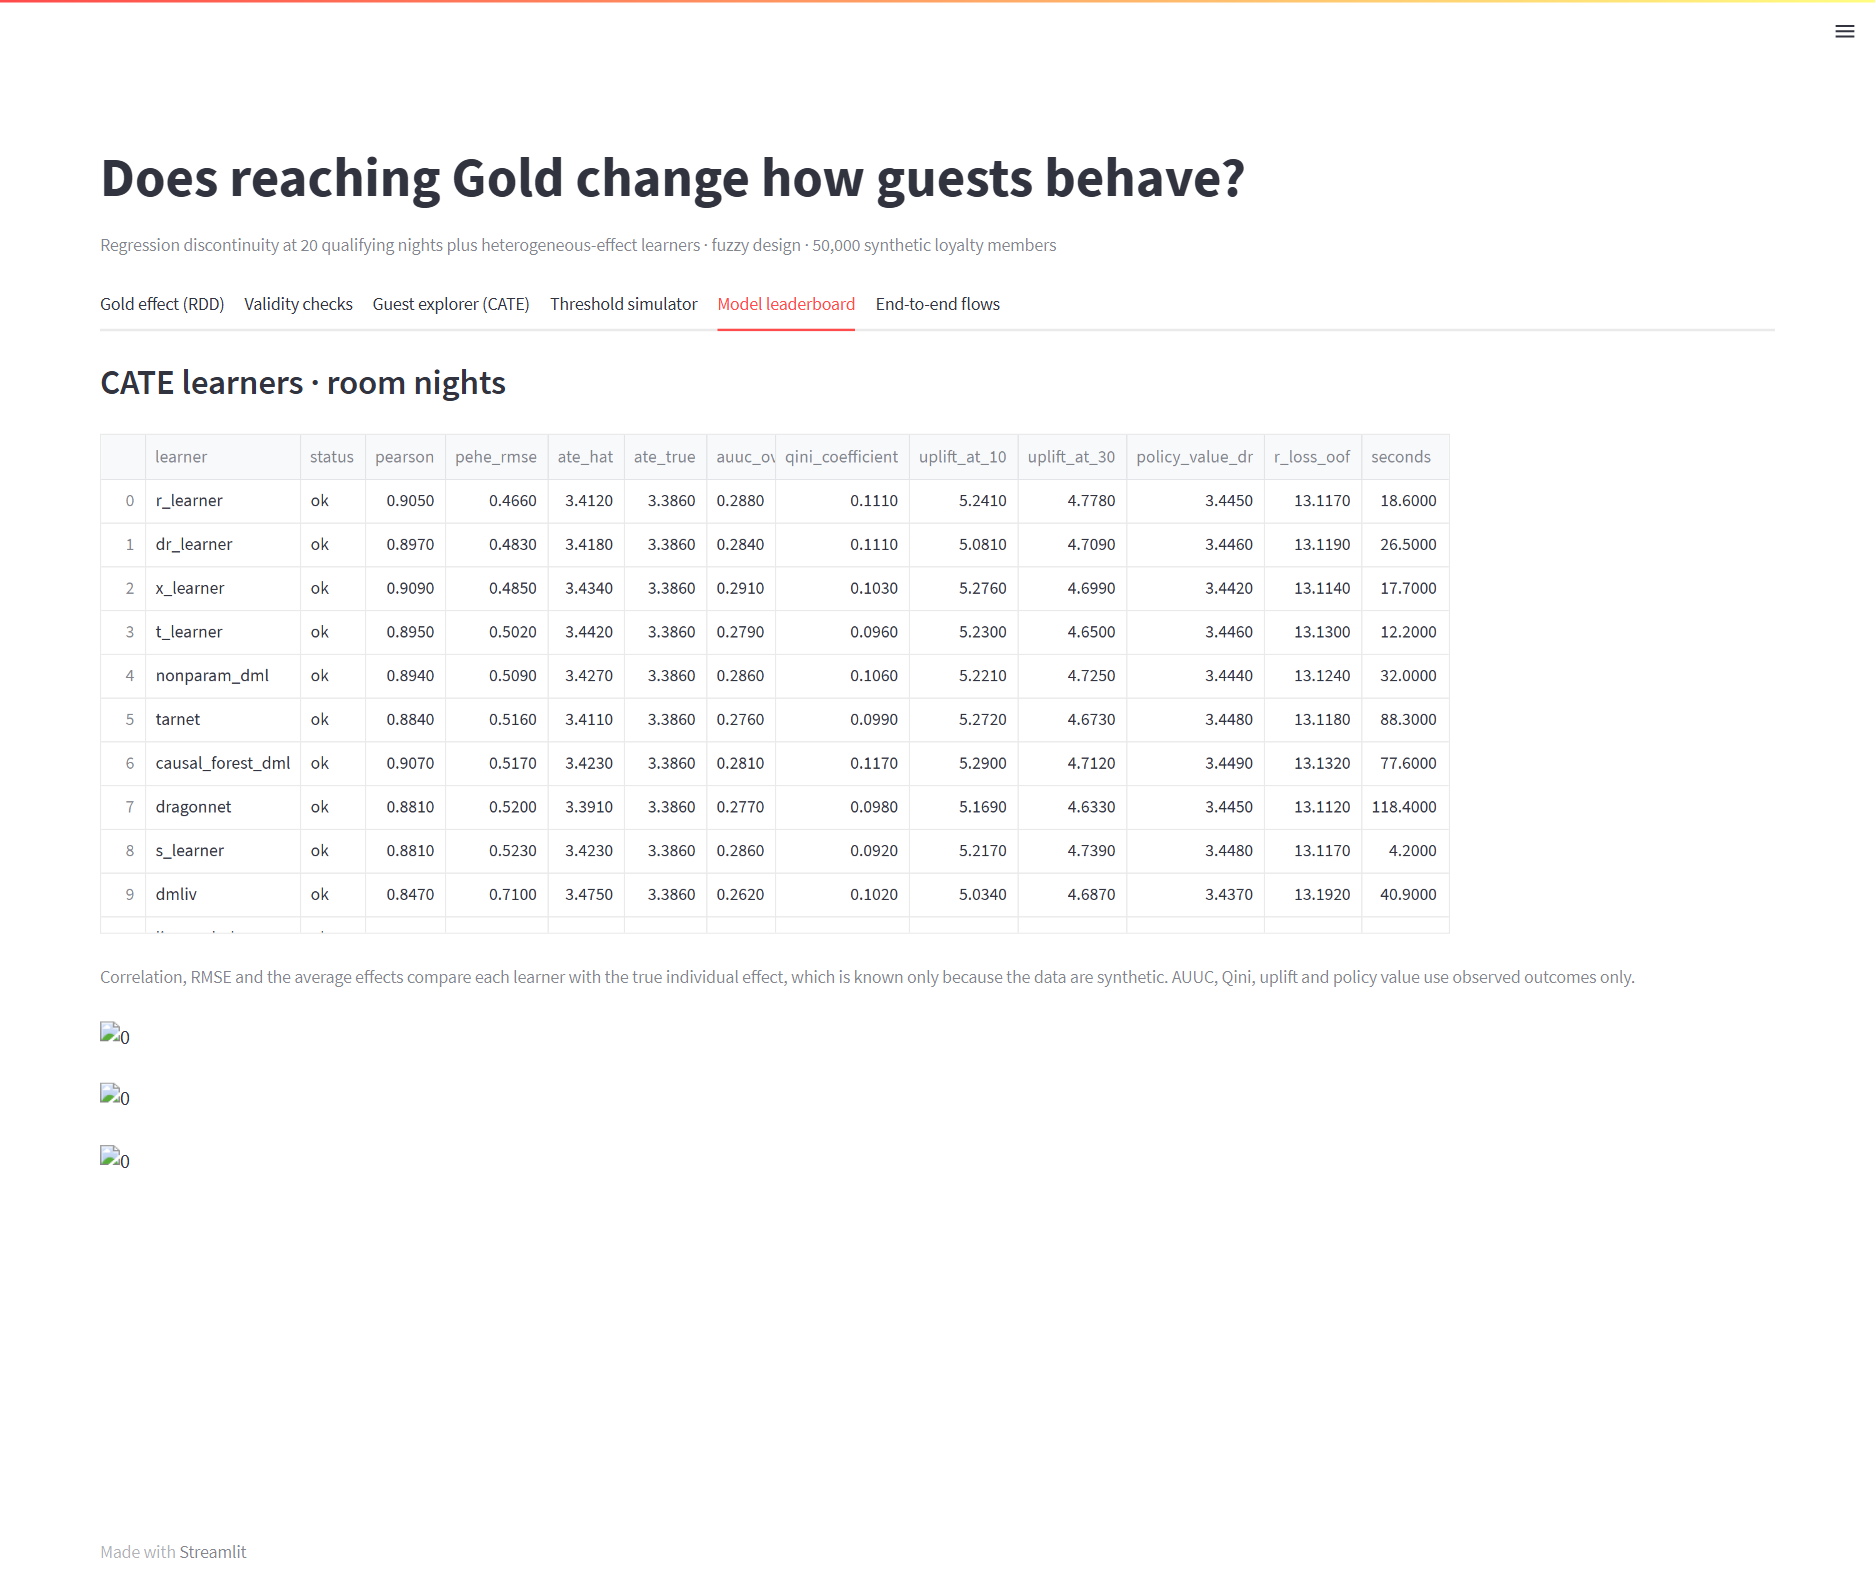 Does reaching Gold change how guests behave?
Regression discontinuity at 20 qualifying nights plus heterogeneous-effect learners · fuzzy design · 50,000 synthetic loyalty members
Gold effect (RDD) Validity checks Guest explorer (CATE) Threshold simulator Model leaderboard End-to-end flows
CATE learners · room nights
learner status pearson pehe_rmse ate_hat ate_true auuc_ov qini_coefficient uplift_at_10 uplift_at_30 policy_value_dr r_loss_oof seconds
0 r_learner ok 0.9050 0.4660 3.4120 3.3860 0.2880 0.1110 5.2410 4.7780 3.4450 13.1170 18.6000
1 dr_learner ok 0.8970 0.4830 3.4180 3.3860 0.2840 0.1110 5.0810 4.7090 3.4460 13.1190 26.5000
2 x_learner ok 0.9090 0.4850 3.4340 3.3860 0.2910 0.1030 5.2760 4.6990 3.4420 13.1140 17.7000
3 t_learner ok 0.8950 0.5020 3.4420 3.3860 0.2790 0.0960 5.2300 4.6500 3.4460 13.1300 12.2000
4 nonparam_dml ok 0.8940 0.5090 3.4270 3.3860 0.2860 0.1060 5.2210 4.7250 3.4440 13.1240 32.0000
5 tarnet ok 0.8840 0.5160 3.4110 3.3860 0.2760 0.0990 5.2720 4.6730 3.4480 13.1180 88.3000
6 causal_forest_dml ok 0.9070 0.5170 3.4230 3.3860 0.2810 0.1170 5.2900 4.7120 3.4490 13.1320 77.6000
7 dragonnet ok 0.8810 0.5200 3.3910 3.3860 0.2770 0.0980 5.1690 4.6330 3.4450 13.1120 118.4000
8 s_learner ok 0.8810 0.5230 3.4230 3.3860 0.2860 0.0920 5.2170 4.7390 3.4480 13.1170 4.2000
9 dmliv ok 0.8470 0.7100 3.4750 3.3860 0.2620 0.1020 5.0340 4.6870 3.4370 13.1920 40.9000
Correlation, RMSE and the average effects compare each learner with the true individual effect, which is known only because the data are synthetic. AUUC, Qini, uplift and policy value use observed outcomes only.
0
0
0
Made with Streamlit